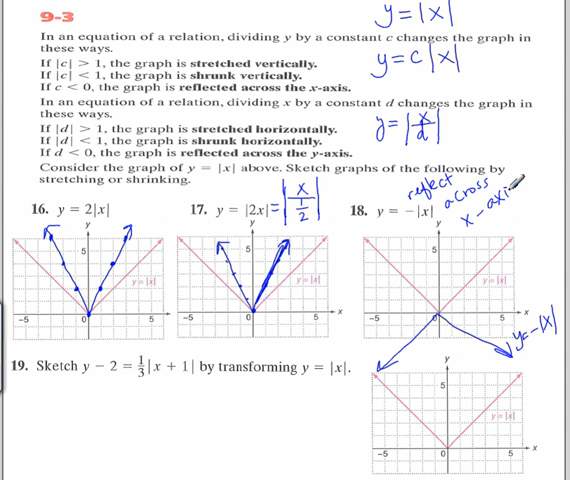 9-3
y = |x|
In an equation of a relation, dividing y by a constant c changes the graph in
these ways.
y = c|x|
If |c| > 1, the graph is stretched vertically.
If |c| < 1, the graph is shrunk vertically.
If c < 0, the graph is reflected across the x-axis.
In an equation of a relation, dividing x by a constant d changes the graph in
these ways.
y = |x/d|
If |d| > 1, the graph is stretched horizontally.
If |d| < 1, the graph is shrunk horizontally.
If d < 0, the graph is reflected across the y-axis.
Consider the graph of y = |x| above. Sketch graphs of the following by
stretching or shrinking.
reflect
across
x-axi
16. y = 2|x|
17. y = |2x| = |x/(1/2)|
18. y = -|x|
y
5
y = |x|
-5
0
5
y
5
y = |x|
-5
0
5
x
y
5
y = |x|
-5
0
5
x
y = -|x|
19. Sketch y − 2 = 1/3|x + 1| by transforming y = |x|.
y
5
y = |x|
-5
0
5
x